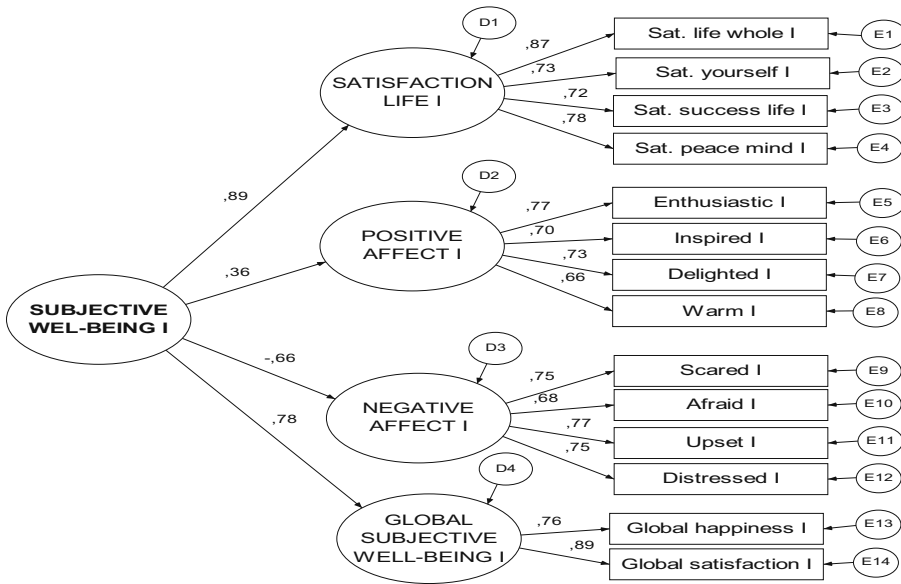 D1
,87
Sat. life whole I
E1
SATISFACTION
LIFE I
,73
Sat. yourself I
E2
,72
Sat. success life I
E3
,78
Sat. peace mind I
E4
,89
D2
,77
Enthusiastic I
E5
POSITIVE
AFFECT I
,70
Inspired I
E6
,73
Delighted I
E7
,66
Warm I
E8
,36
SUBJECTIVE
WEL-BEING I
-,66
D3
,75
Scared I
E9
NEGATIVE
AFFECT I
,68
Afraid I
E10
,77
Upset I
E11
,75
Distressed I
E12
,78
D4
GLOBAL
SUBJECTIVE
WELL-BEING I
,76
Global happiness I
E13
,89
Global satisfaction I
E14